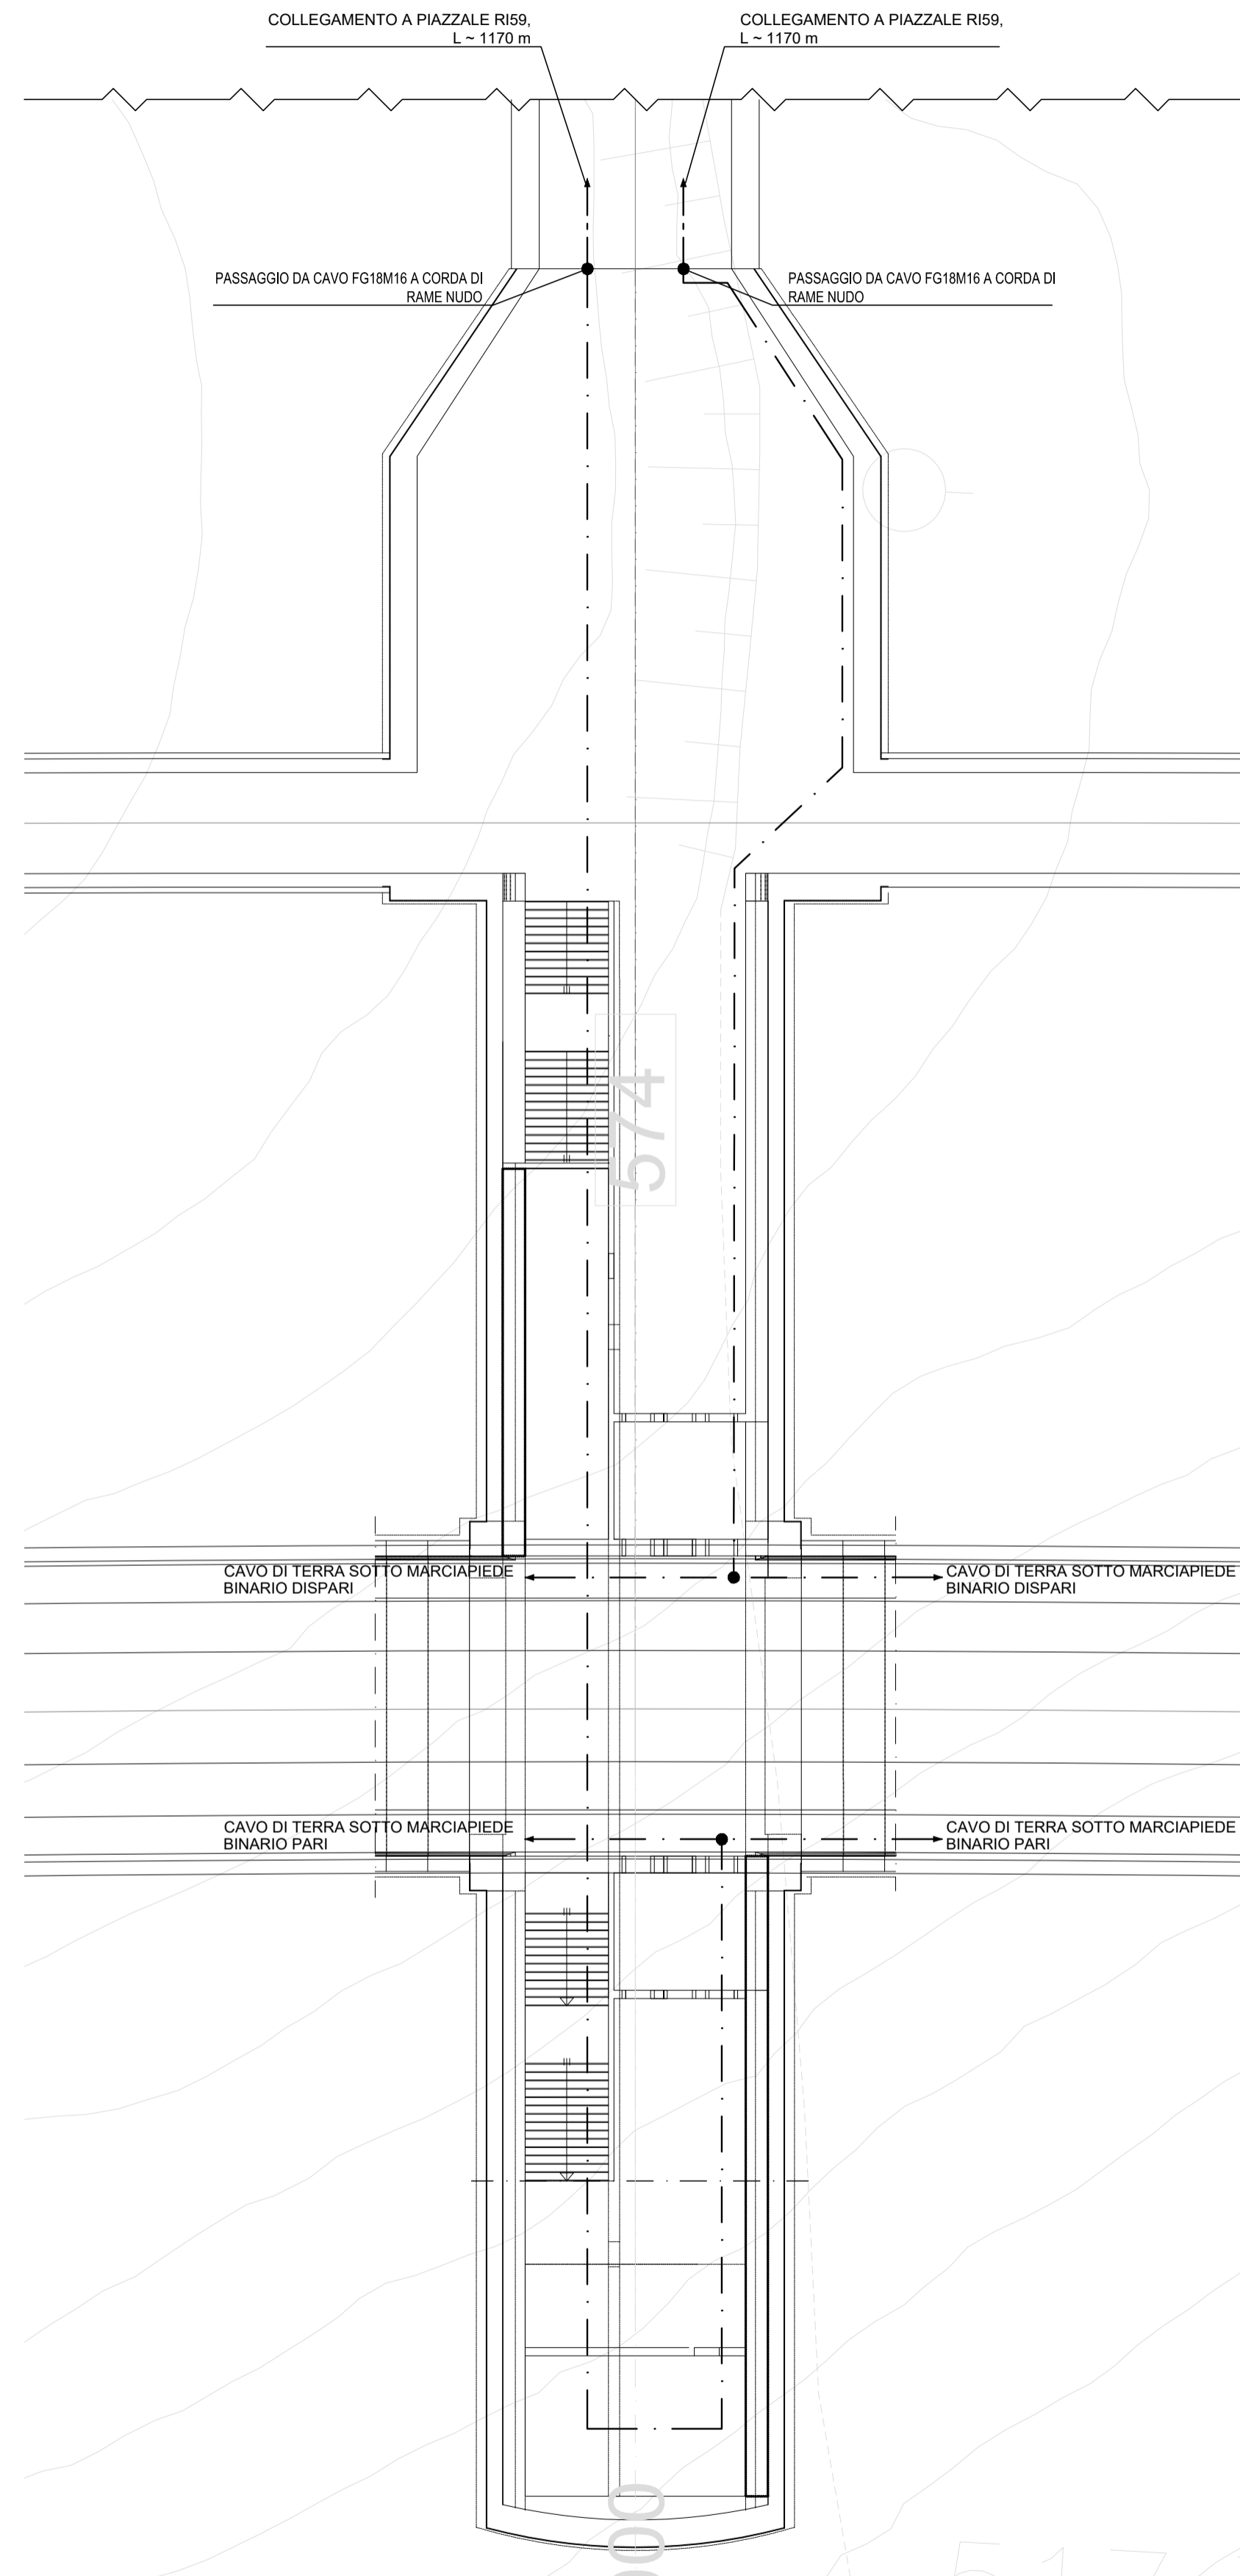 COLLEGAMENTO A PIAZZALE RI59,
L ~ 1170 m
COLLEGAMENTO A PIAZZALE RI59,
L ~ 1170 m
PASSAGGIO DA CAVO FG18M16 A CORDA DI
RAME NUDO
PASSAGGIO DA CAVO FG18M16 A CORDA DI
RAME NUDO
574
CAVO DI TERRA SOTTO MARCIAPIEDE
BINARIO DISPARI
CAVO DI TERRA SOTTO MARCIAPIEDE
BINARIO DISPARI
CAVO DI TERRA SOTTO MARCIAPIEDE
BINARIO PARI
CAVO DI TERRA SOTTO MARCIAPIEDE
BINARIO PARI